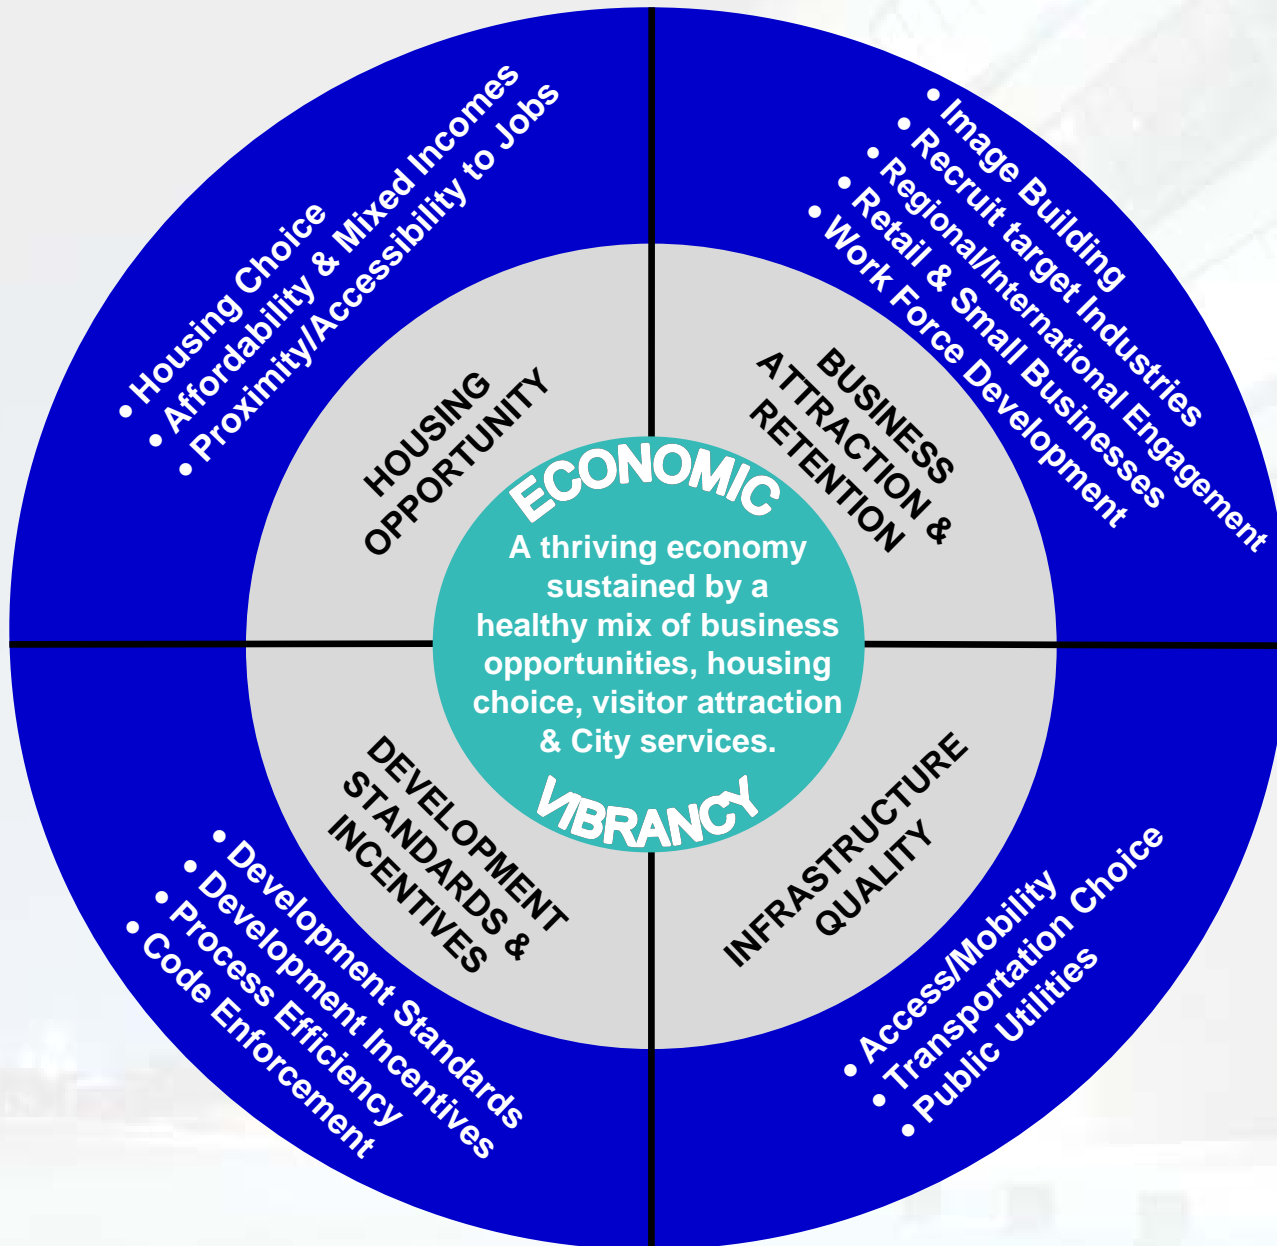 • Housing Choice
• Affordability & Mixed Incomes
• Proximity/Accessibility to Jobs
HOUSING
OPPORTUNITY
• Image Building
• Recruit target Industries
• Regional/International Engagement
• Retail & Small Businesses
• Work Force Development
BUSINESS
ATTRACTION &
RETENTION
ECONOMIC
A thriving economy
sustained by a
healthy mix of business
opportunities, housing
choice, visitor attraction
& City services.
VIBRANCY
DEVELOPMENT
STANDARDS &
INCENTIVES
• Development Standards
• Development Incentives
• Process Efficiency
• Code Enforcement
INFRASTRUCTURE
QUALITY
• Access/Mobility
• Transportation Choice
• Public Utilities